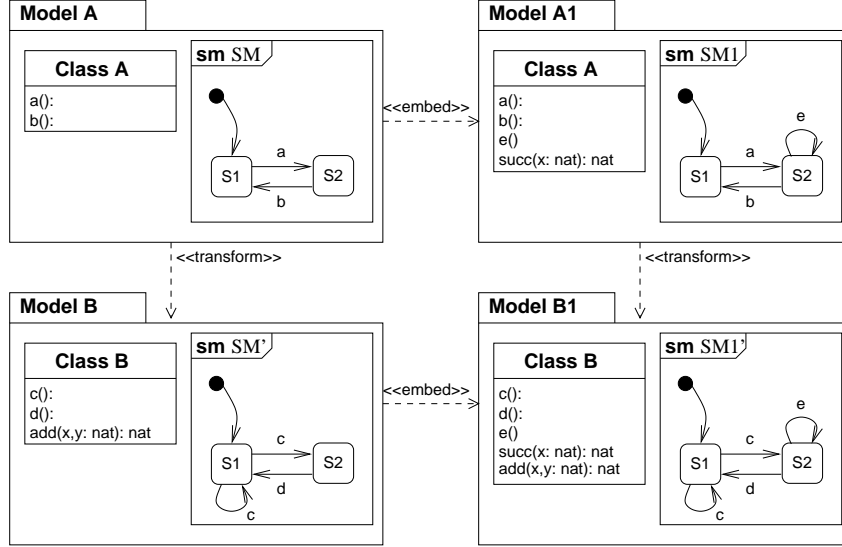 Model A
Class A
a():
b():
sm SM
a
S1
S2
b
<<embed>>
Model A1
Class A
a():
b():
e()
succ(x: nat): nat
sm SM1
e
a
S1
S2
b
<<transform>>
<<transform>>
Model B
Class B
c():
d():
add(x,y: nat): nat
sm SM'
c
S1
S2
d
c
<<embed>>
Model B1
Class B
c():
d():
e()
succ(x: nat): nat
add(x,y: nat): nat
sm SM1'
e
c
S1
S2
d
c